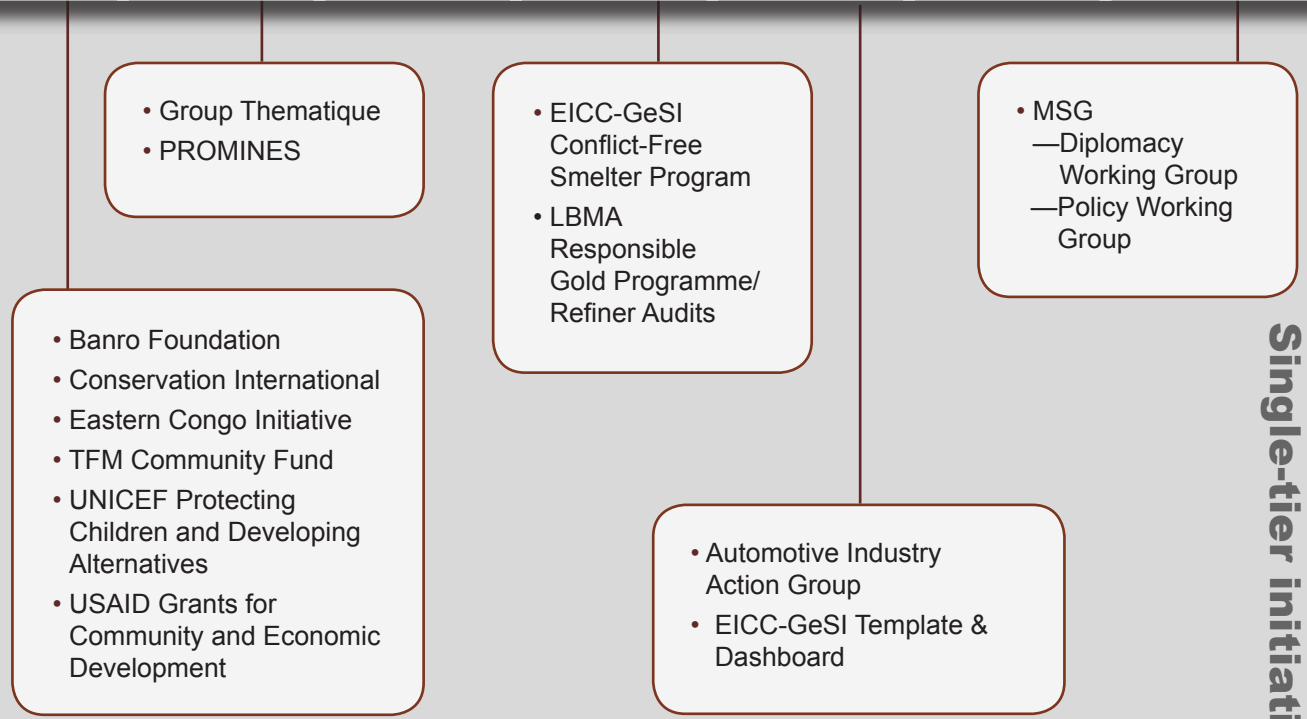 • Group Thematique
• PROMINES
• EICC-GeSI
Conflict-Free
Smelter Program
• LBMA
Responsible
Gold Programme/
Refiner Audits
• MSG
—Diplomacy
Working Group
—Policy Working
Group
• Banro Foundation
• Conservation International
• Eastern Congo Initiative
• TFM Community Fund
• UNICEF Protecting
Children and Developing
Alternatives
• USAID Grants for
Community and Economic
Development
• Automotive Industry
Action Group
• EICC-GeSI Template &
Dashboard
Single-tier initiati